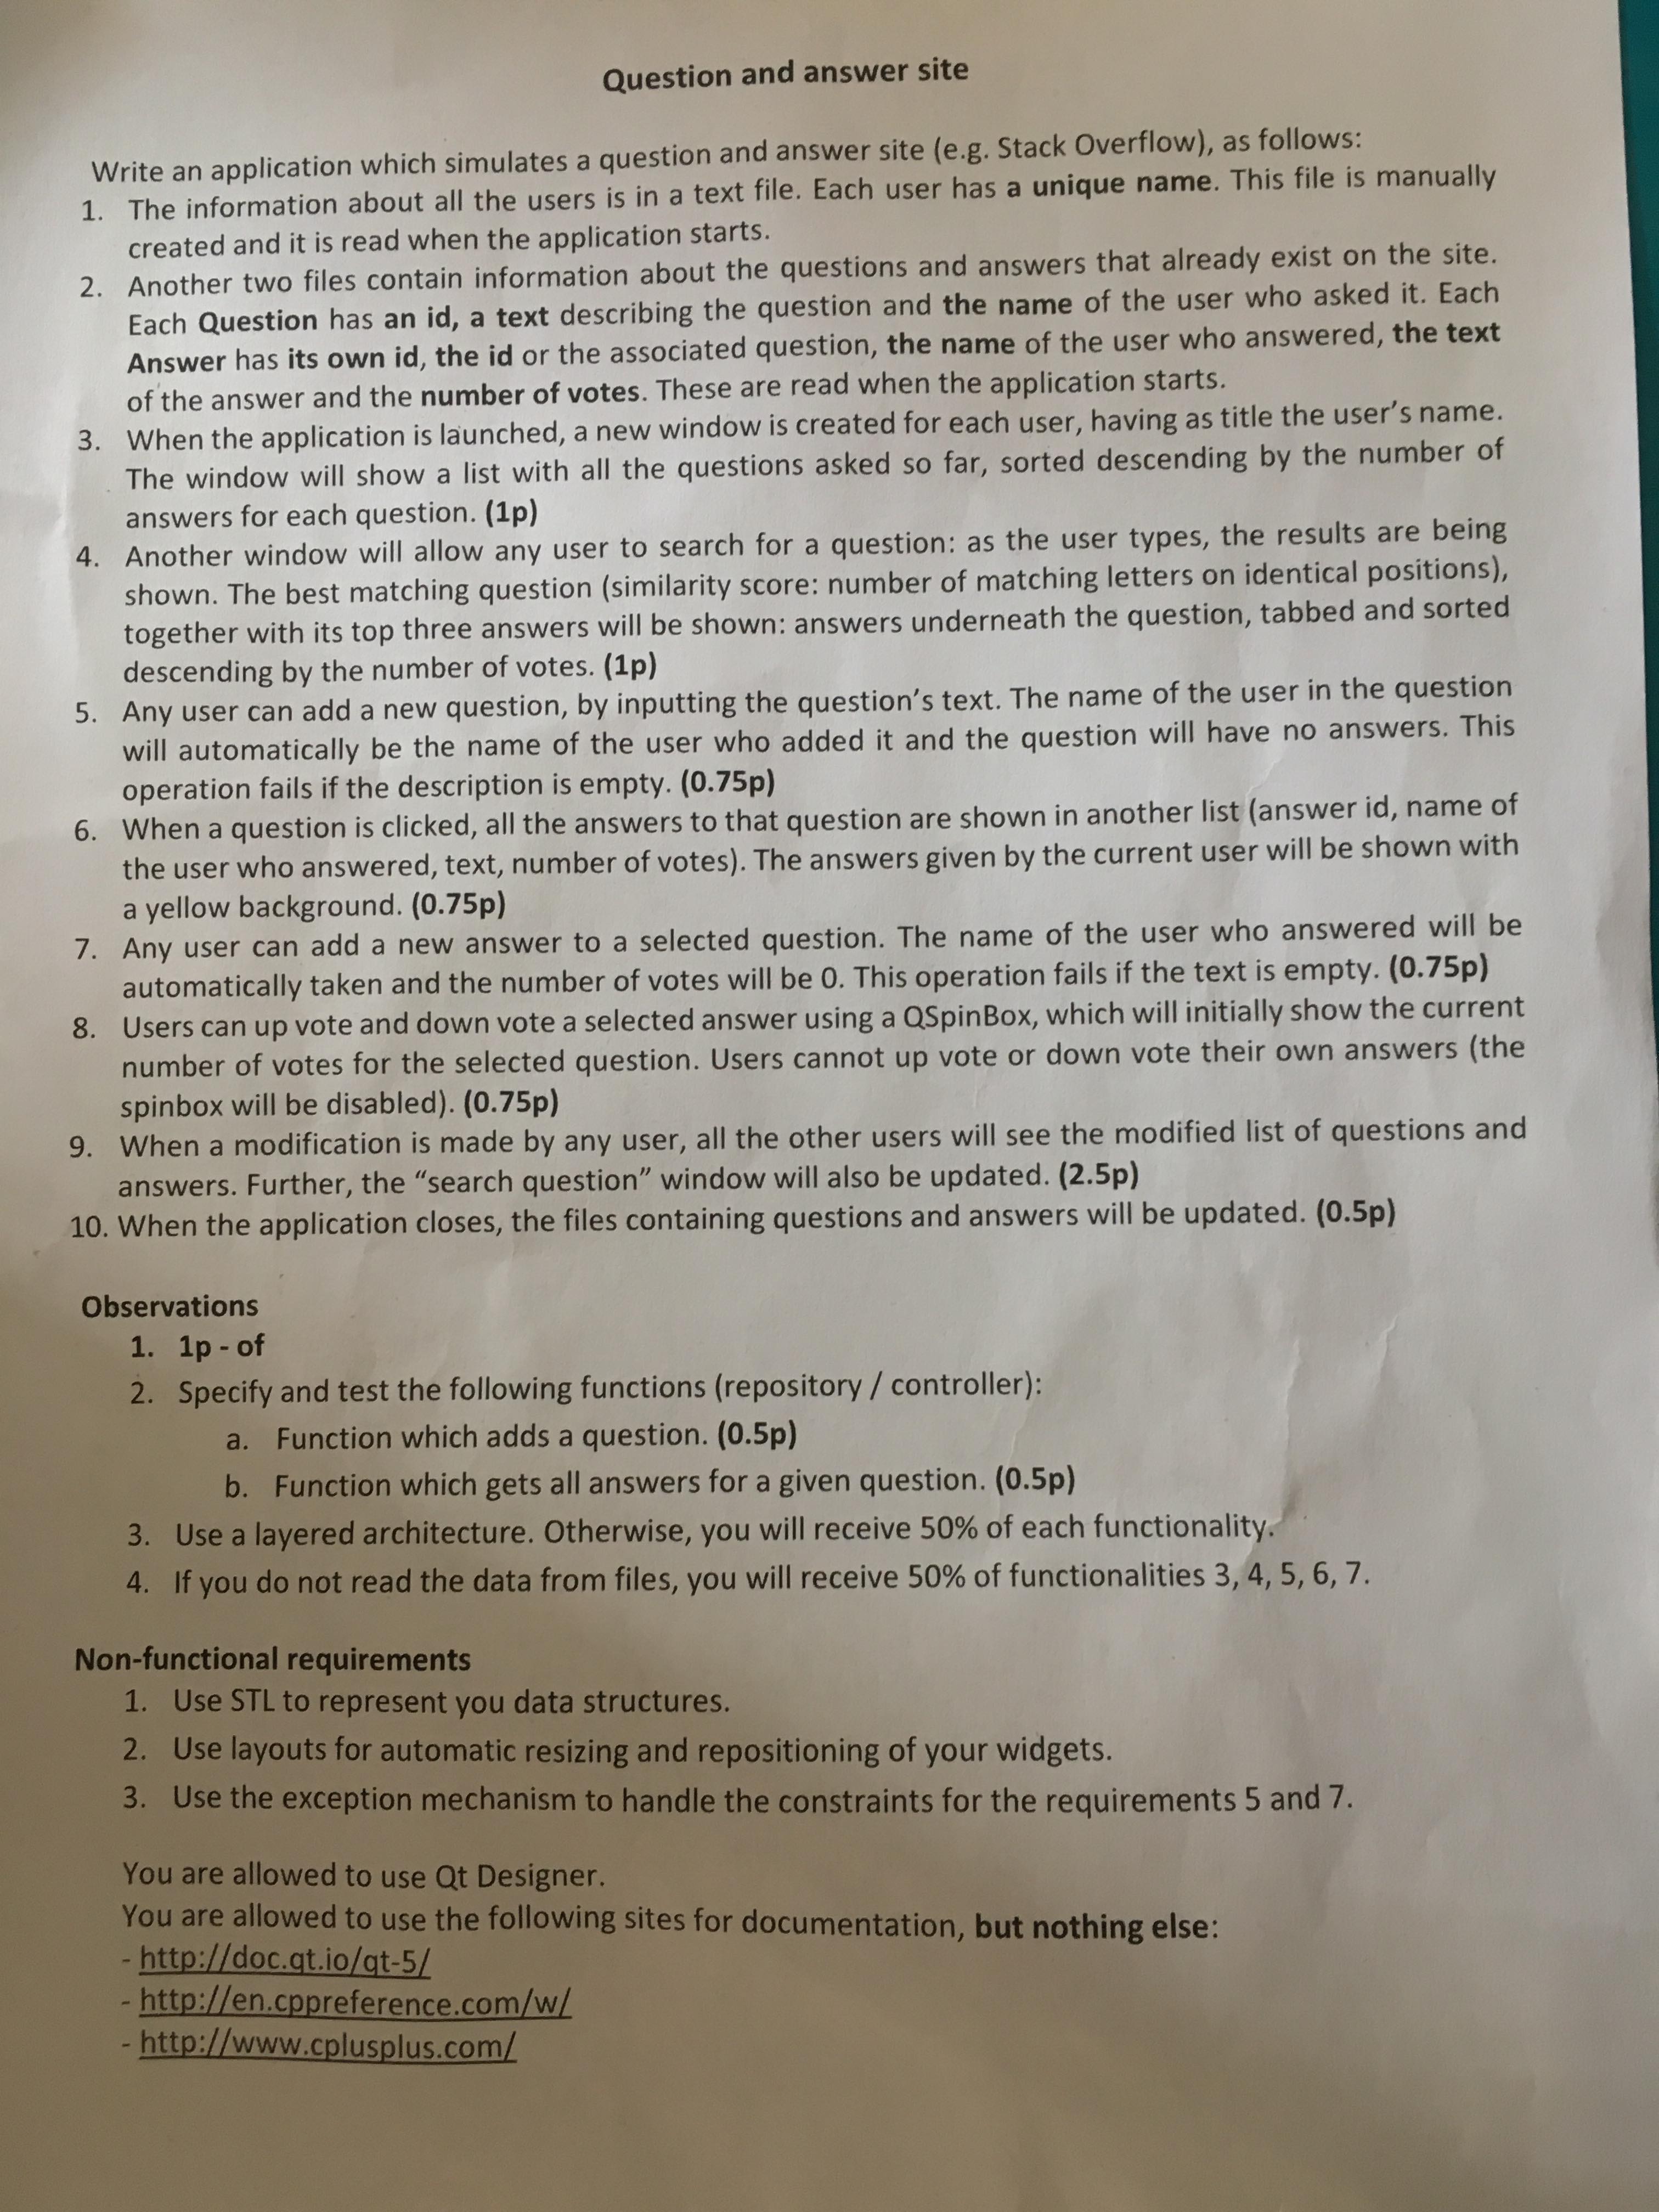 Question and answer site
Write an application which simulates a question and answer site (e.g. Stack Overflow), as follows:
1. The information about all the users is in a text file. Each user has a unique name. This file is manually
created and it is read when the application starts.
2. Another two files contain information about the questions and answers that already exist on the site.
Each Question has an id, a text describing the question and the name of the user who asked it. Each
Answer has its own id, the id or the associated question, the name of the user who answered, the text
of the answer and the number of votes. These are read when the application starts.
3. When the application is launched, a new window is created for each user, having as title the user's name.
The window will show a list with all the questions asked so far, sorted descending by the number of
answers for each question. (1p)
4. Another window will allow any user to search for a question: as the user types, the results are being
shown. The best matching question (similarity score: number of matching letters on identical positions),
together with its top three answers will be shown: answers underneath the question, tabbed and sorted
descending by the number of votes. (1p)
5. Any user can add a new question, by inputting the question's text. The name of the user in the question
will automatically be the name of the user who added it and the question will have no answers. This
operation fails if the description is empty. (0.75p)
6. When a question is clicked, all the answers to that question are shown in another list (answer id, name of
the user who answered, text, number of votes). The answers given by the current user will be shown with
a yellow background. (0.75p)
7. Any user can add a new answer to a selected question. The name of the user who answered will be
automatically taken and the number of votes will be 0. This operation fails if the text is empty. (0.75p)
8. Users can up vote and down vote a selected answer using a QSpinBox, which will initially show the current
number of votes for the selected question. Users cannot up vote or down vote their own answers (the
spinbox will be disabled). (0.75p)
9. When a modification is made by any user, all the other users will see the modified list of questions and
answers. Further, the "search question" window will also be updated. (2.5p)
10. When the application closes, the files containing questions and answers will be updated. (0.5p)
Observations
1. 1p - of
2. Specify and test the following functions (repository / controller):
a. Function which adds a question. (0.5p)
b. Function which gets all answers for a given question. (0.5p)
3. Use a layered architecture. Otherwise, you will receive 50% of each functionality.
4. If you do not read the data from files, you will receive 50% of functionalities 3, 4, 5, 6, 7.
Non-functional requirements
1. Use STL to represent you data structures.
2. Use layouts for automatic resizing and repositioning of your widgets.
3. Use the exception mechanism to handle the constraints for the requirements 5 and 7.
You are allowed to use Qt Designer.
You are allowed to use the following sites for documentation, but nothing else:
- http://doc.qt.io/qt-5/
- http://en.cppreference.com/w/
- http://www.cplusplus.com/